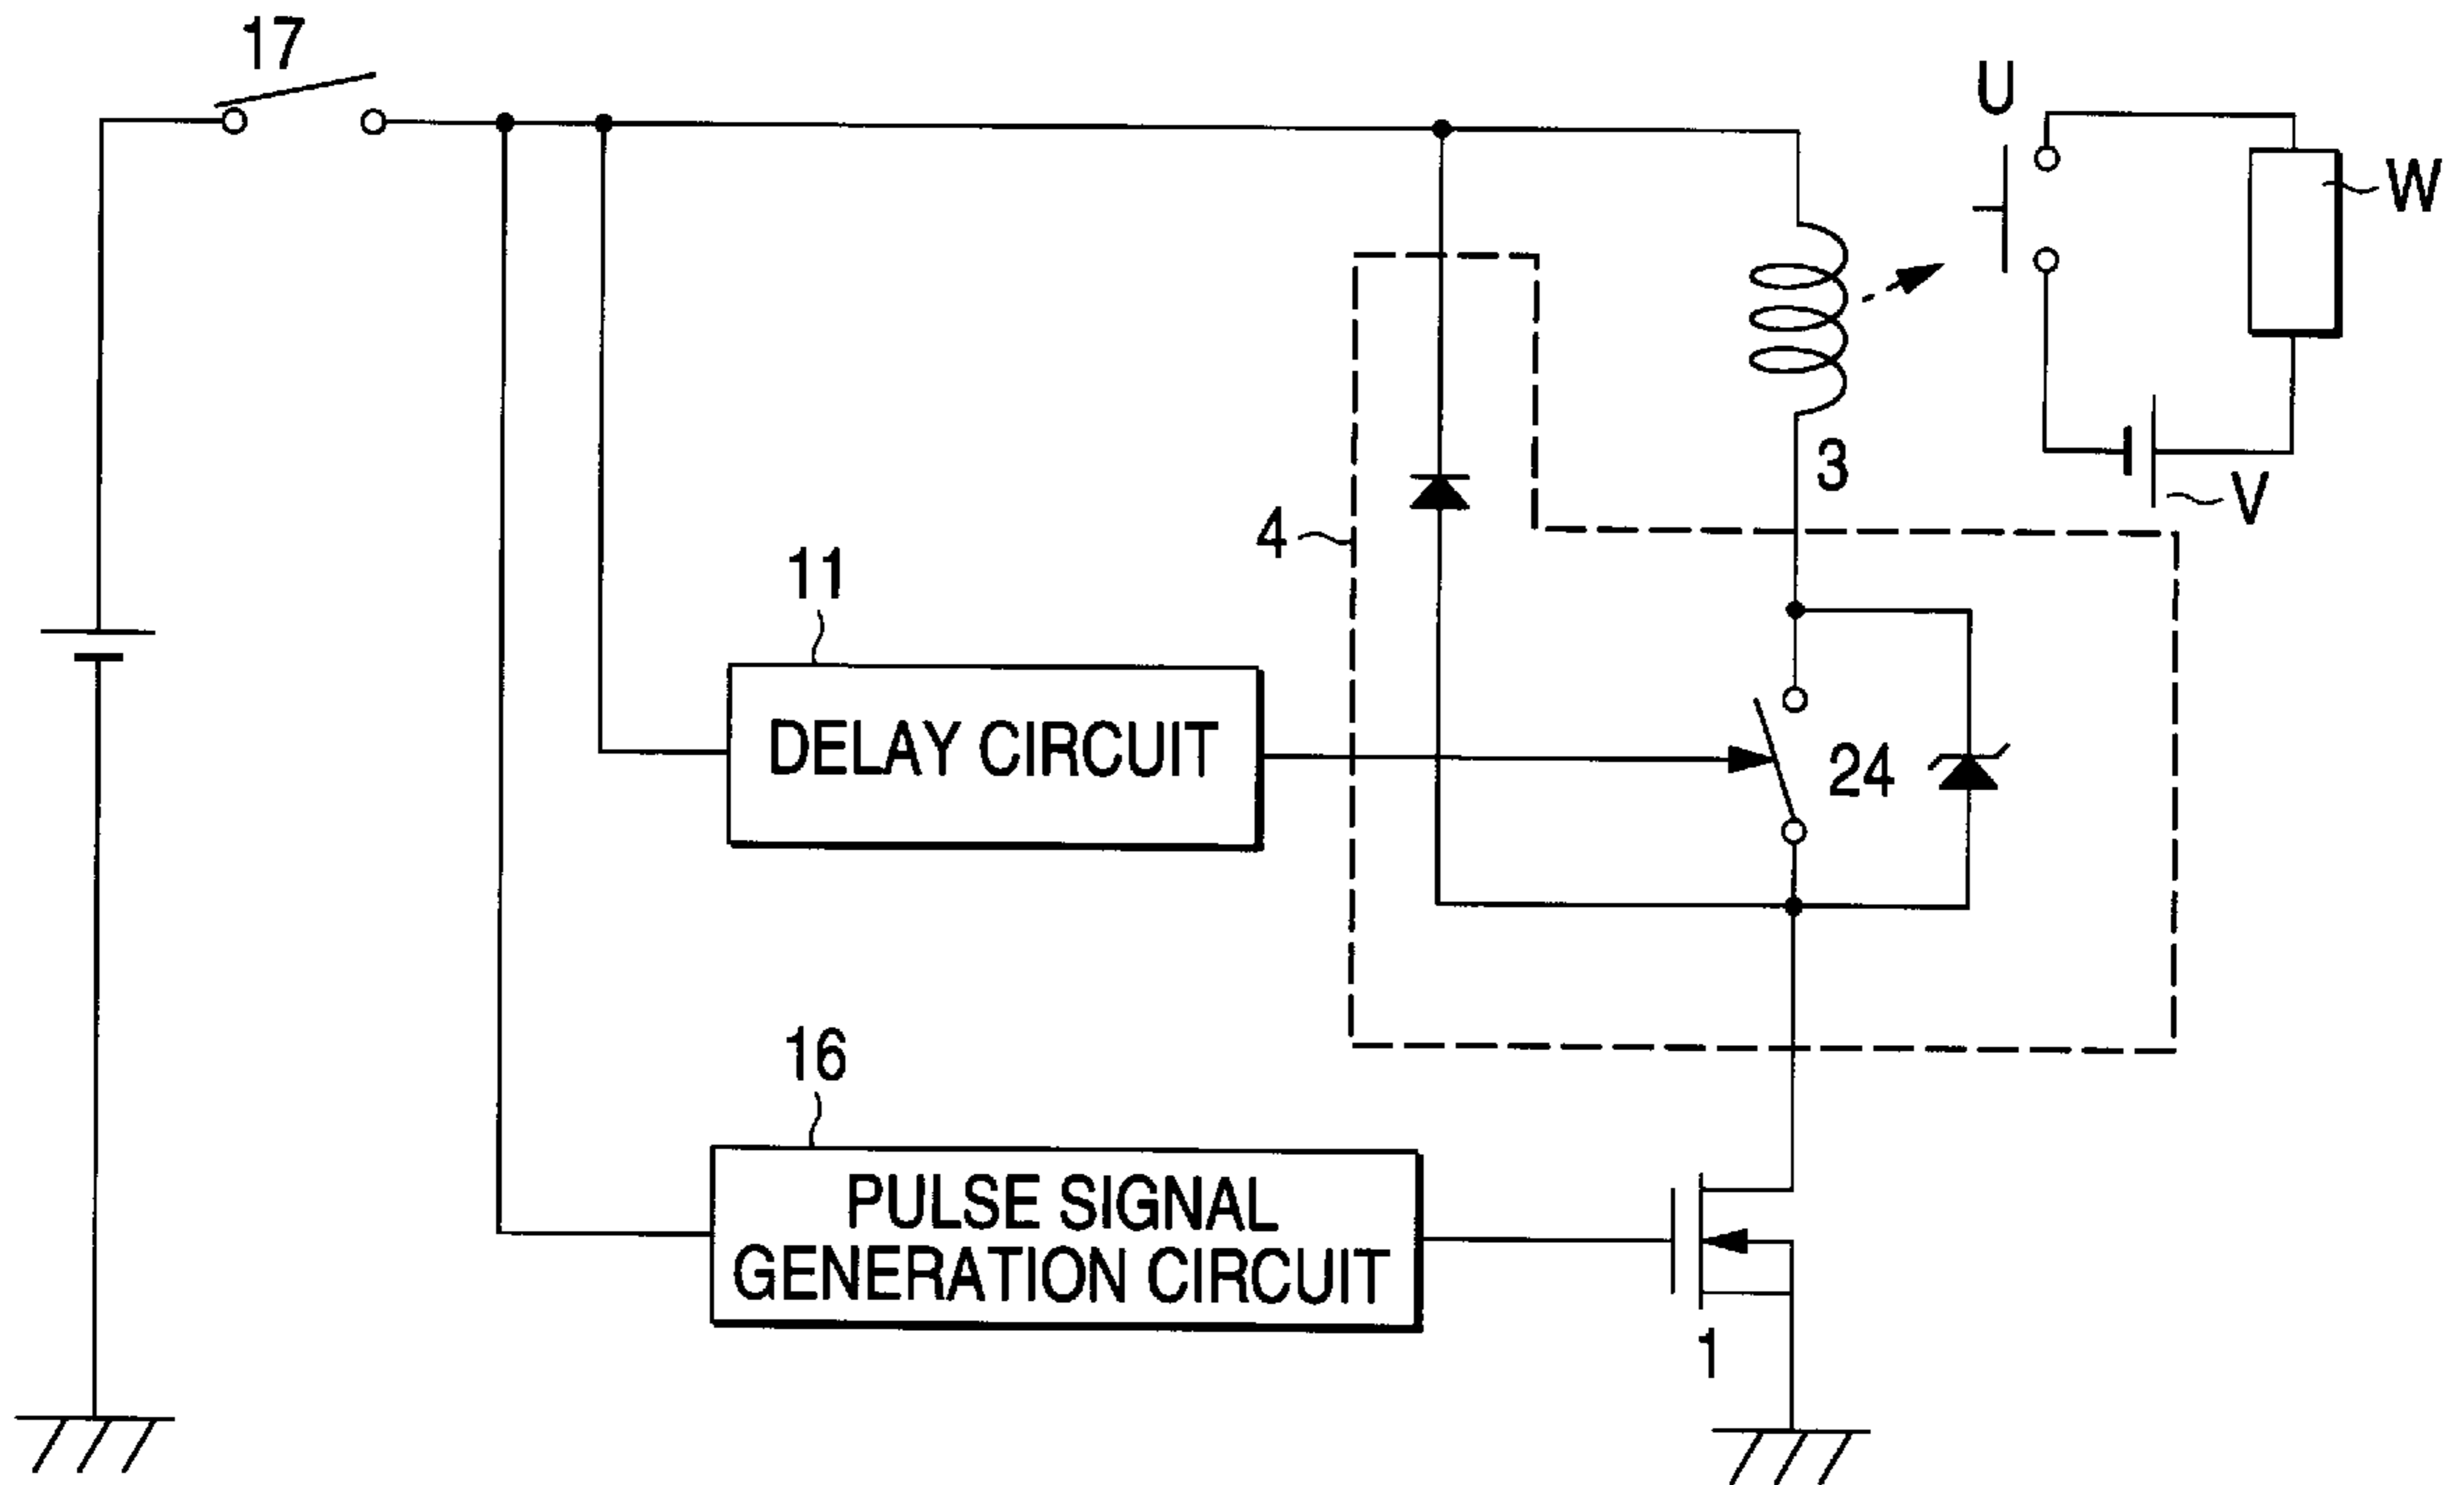 17
U
W
3
V
4
11
DELAY CIRCUIT
24
16
PULSE SIGNAL
GENERATION CIRCUIT
1